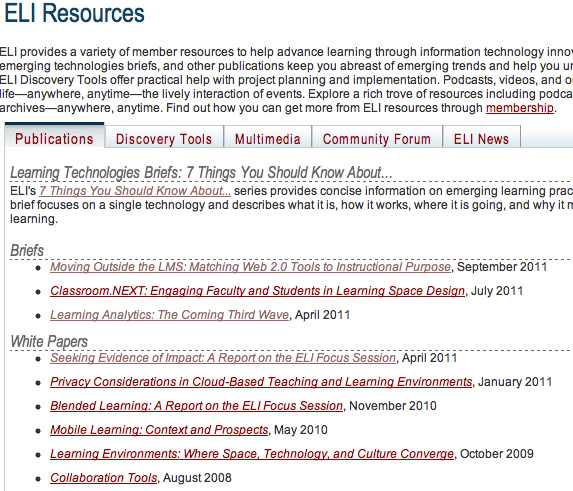 ELI Resources
ELI provides a variety of member resources to help advance learning through information technology
emerging technologies briefs, and other publications keep you abreast of emerging trends and help you
ELI Discovery Tools offer practical help with project planning and implementation. Podcasts, videos, and
life—anywhere, anytime—the lively interaction of events. Explore a rich trove of resources including
archives—anywhere, anytime. Find out how you can get more from ELI resources through membership.
Publications Discovery Tools Multimedia Community Forum ELI News
Learning Technologies Briefs: 7 Things You Should Know About...
ELI's 7 Things You Should Know About... series provides concise information on emerging learning
brief focuses on a single technology and describes what it is, how it works, where it is going, and why it
learning.
Briefs
Moving Outside the LMS: Matching Web 2.0 Tools to Instructional Purpose, September 2011
Classroom.NEXT: Engaging Faculty and Students in Learning Space Design, July 2011
Learning Analytics: The Coming Third Wave, April 2011
White Papers
Seeking Evidence of Impact: A Report on the ELI Focus Session, April 2011
Privacy Considerations in Cloud-Based Teaching and Learning Environments, January 2011
Blended Learning: A Report on the ELI Focus Session, November 2010
Mobile Learning: Context and Prospects, May 2010
Learning Environments: Where Space, Technology, and Culture Converge, October 2009
Collaboration Tools, August 2008